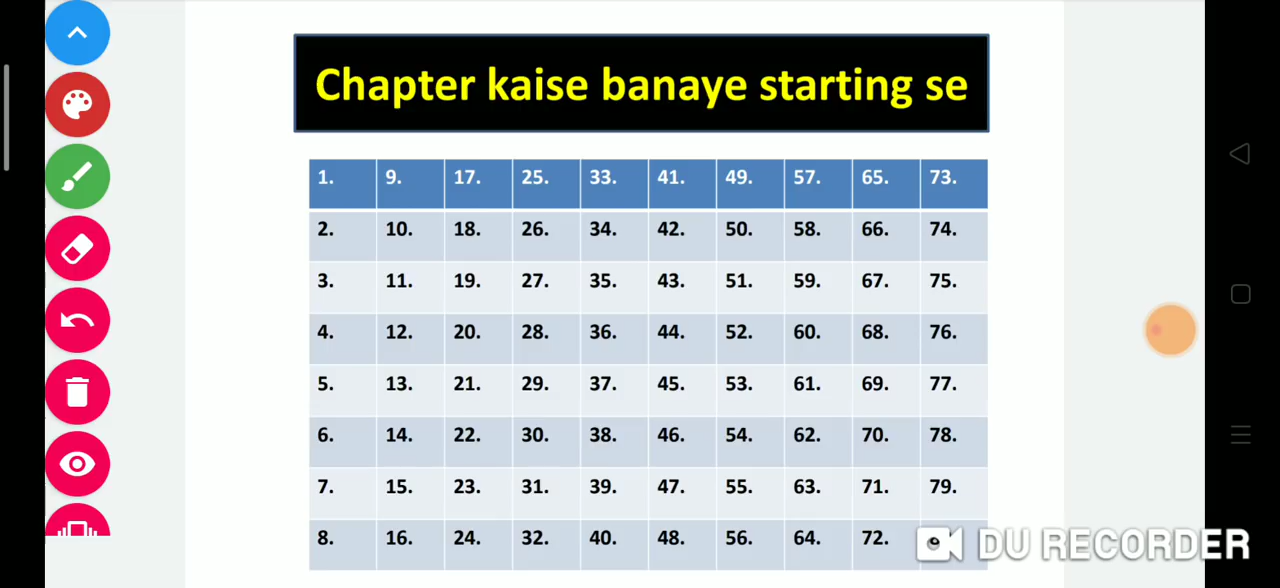 Chapter kaise banaye starting se
1. 9. 17. 25. 33. 41. 49. 57. 65. 73.
2. 10. 18. 26. 34. 42. 50. 58. 66. 74.
3. 11. 19. 27. 35. 43. 51. 59. 67. 75.
4. 12. 20. 28. 36. 44. 52. 60. 68. 76.
5. 13. 21. 29. 37. 45. 53. 61. 69. 77.
6. 14. 22. 30. 38. 46. 54. 62. 70. 78.
7. 15. 23. 31. 39. 47. 55. 63. 71. 79.
8. 16. 24. 32. 40. 48. 56. 64. 72.
DU RECORDER